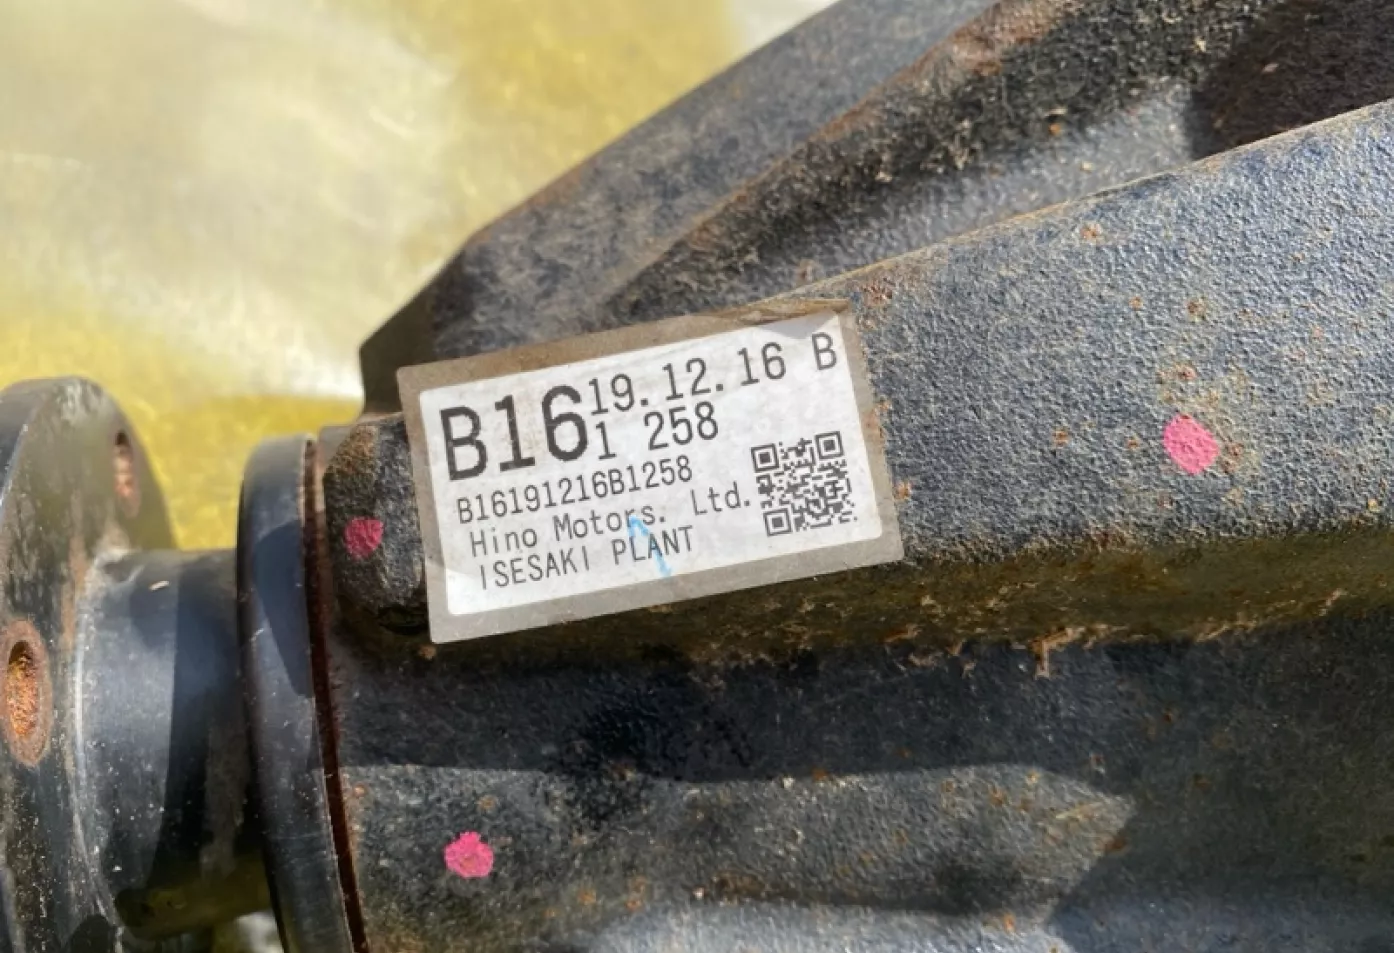 B16 19. 12. 16 B
1 258
B16191216B1258
Hino Motors. Ltd.
ISESAKI PLANT